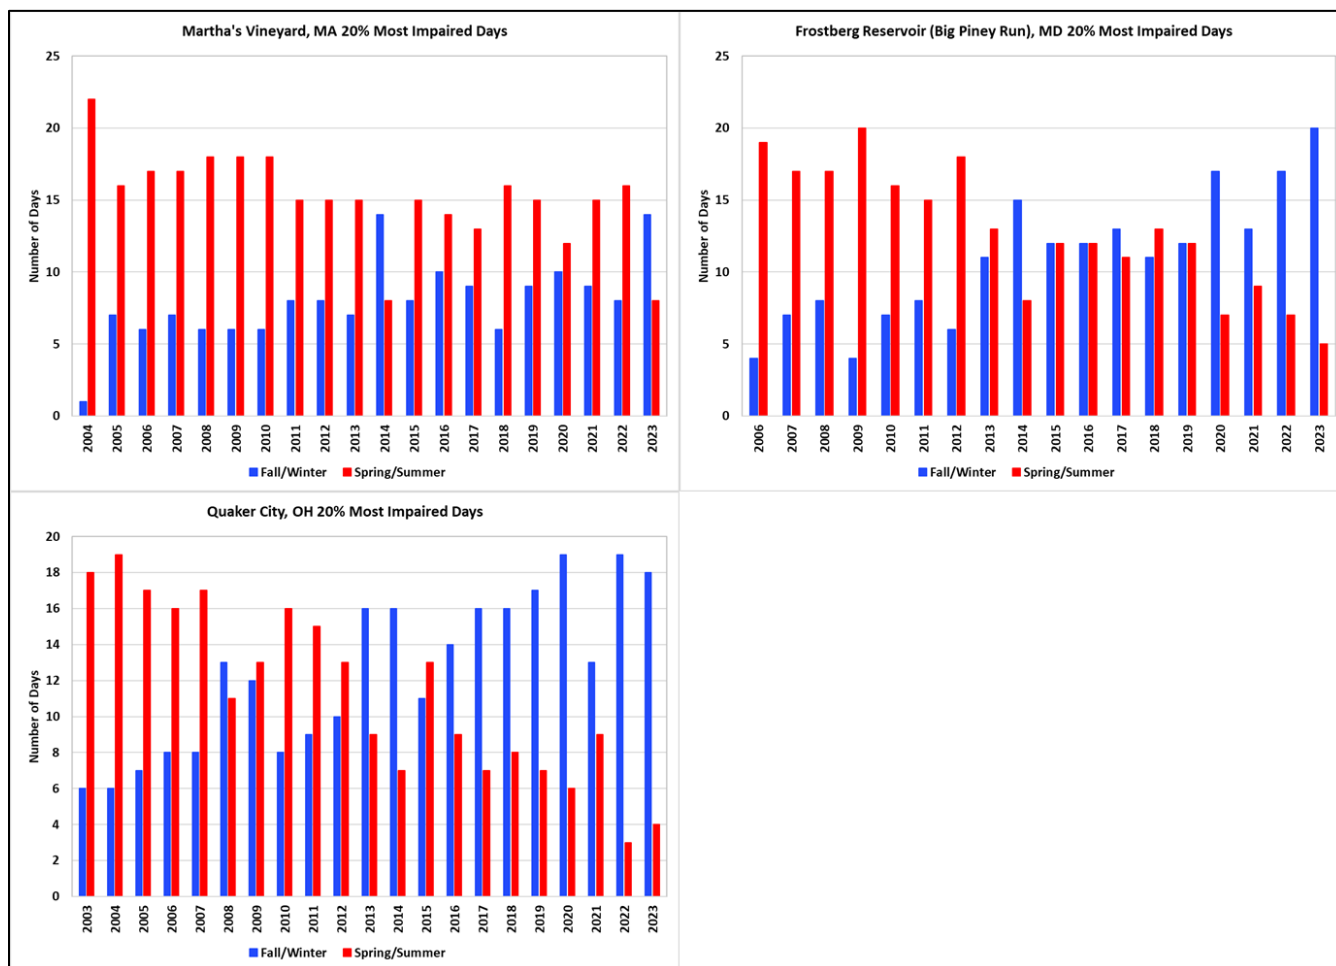 Martha's Vineyard, MA 20% Most Impaired Days
25
20
15
10
5
0
Number of Days
2004 2005 2006 2007 2008 2009 2010 2011 2012 2013 2014 2015 2016 2017 2018 2019 2020 2021 2022 2023
Fall/Winter Spring/Summer
Frostberg Reservoir (Big Piney Run), MD 20% Most Impaired Days
25
20
15
10
5
0
Number of Days
2006 2007 2008 2009 2010 2011 2012 2013 2014 2015 2016 2017 2018 2019 2020 2021 2022 2023
Fall/Winter Spring/Summer
Quaker City, OH 20% Most Impaired Days
20
18
16
14
12
10
8
6
4
2
0
Number of Days
2003 2004 2005 2006 2007 2008 2009 2010 2011 2012 2013 2014 2015 2016 2017 2018 2019 2020 2021 2022 2023
Fall/Winter Spring/Summer